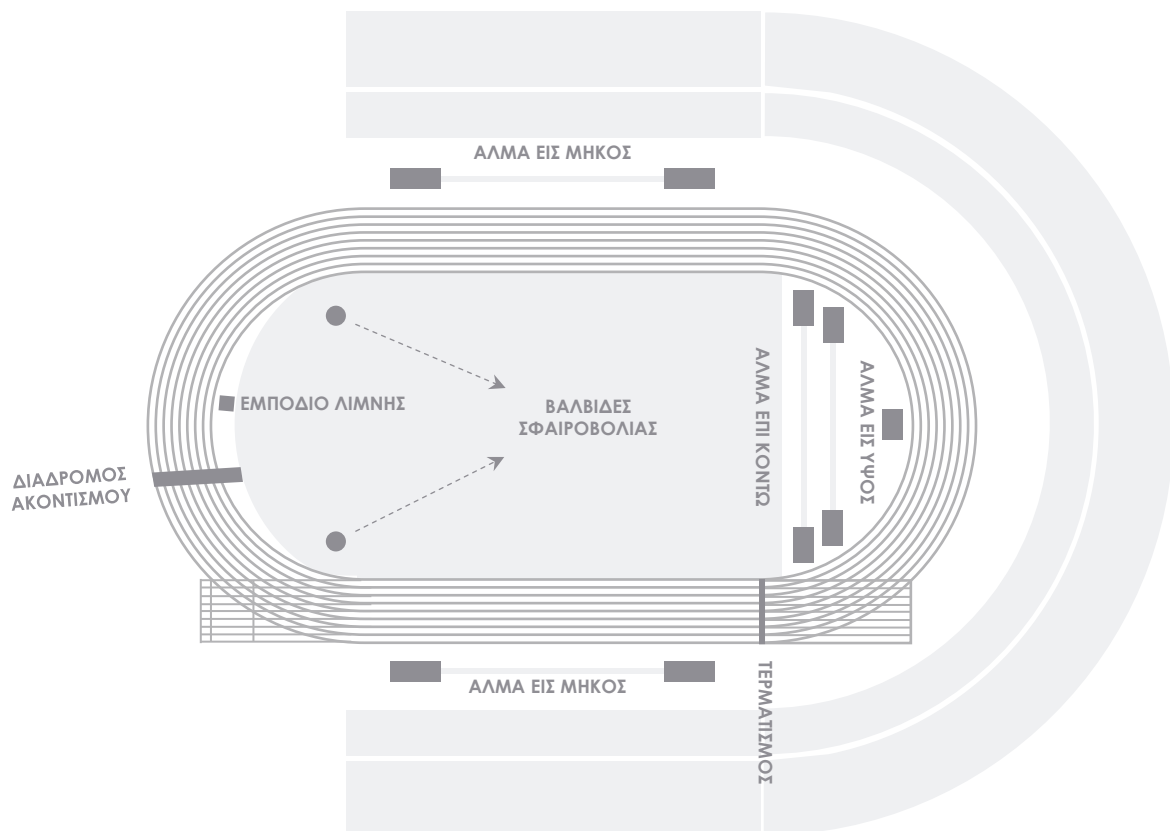 ΑΛΜΑ ΕΙΣ ΜΗΚΟΣ
ΑΛΜΑ ΕΠΙ ΚΟΝΤΩ
ΑΛΜΑ ΕΙΣ ΥΨΟΣ
ΕΜΠΟΔΙΟ ΛΙΜΝΗΣ
ΒΑΛΒΙΔΕΣ
ΣΦΑΙΡΟΒΟΛΙΑΣ
ΔΙΑΔΡΟΜΟΣ
ΑΚΟΝΤΙΣΜΟΥ
ΑΛΜΑ ΕΙΣ ΜΗΚΟΣ
ΤΕΡΜΑΤΙΣΜΟΣ